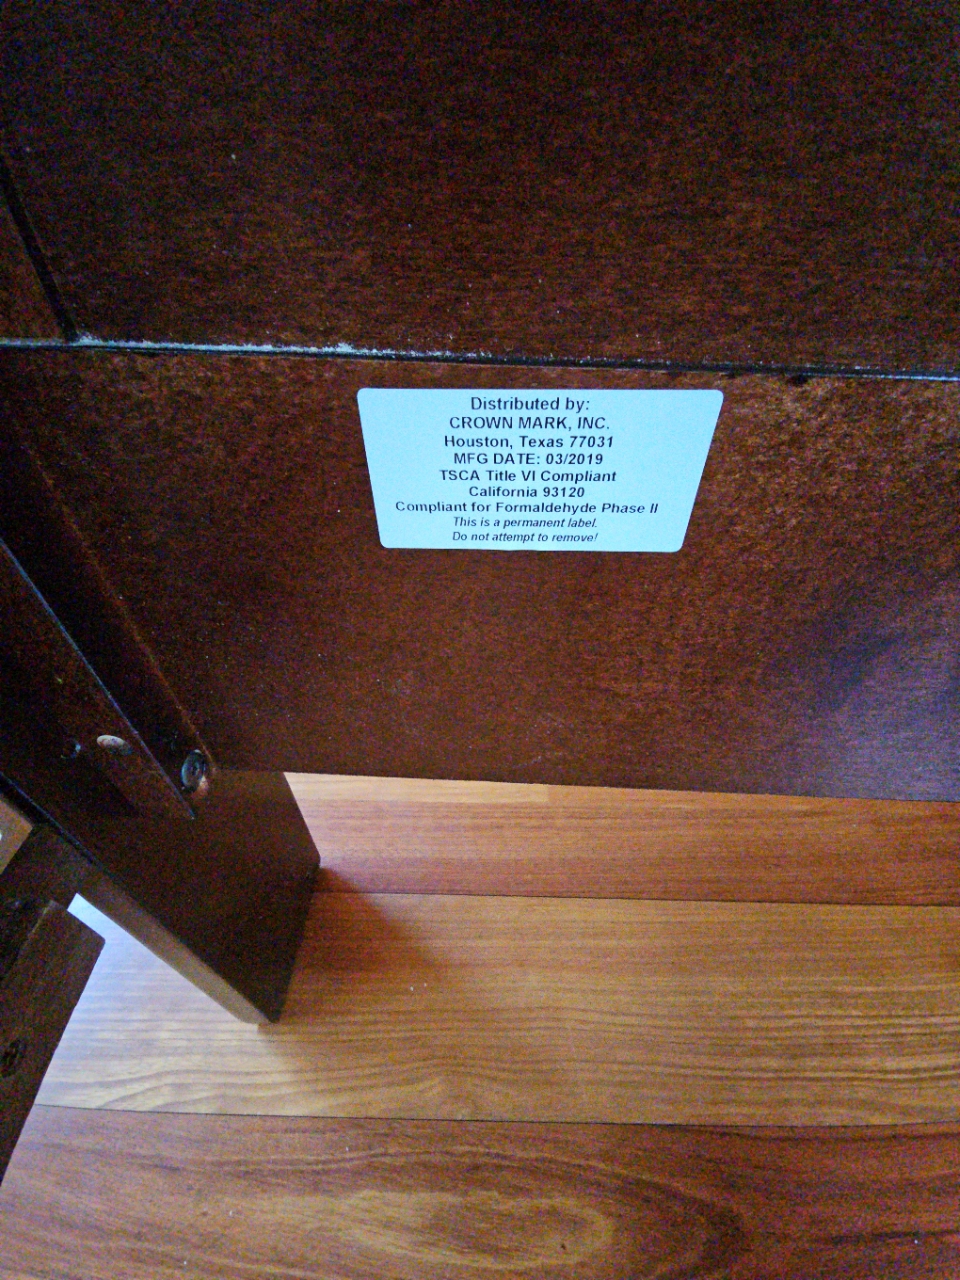 Distributed by:
CROWN MARK, INC.
Houston, Texas 77031
MFG DATE: 03/2019
TSCA Title VI Compliant
California 93120
Compliant for Formaldehyde Phase II
This is a permanent label.
Do not attempt to remove!